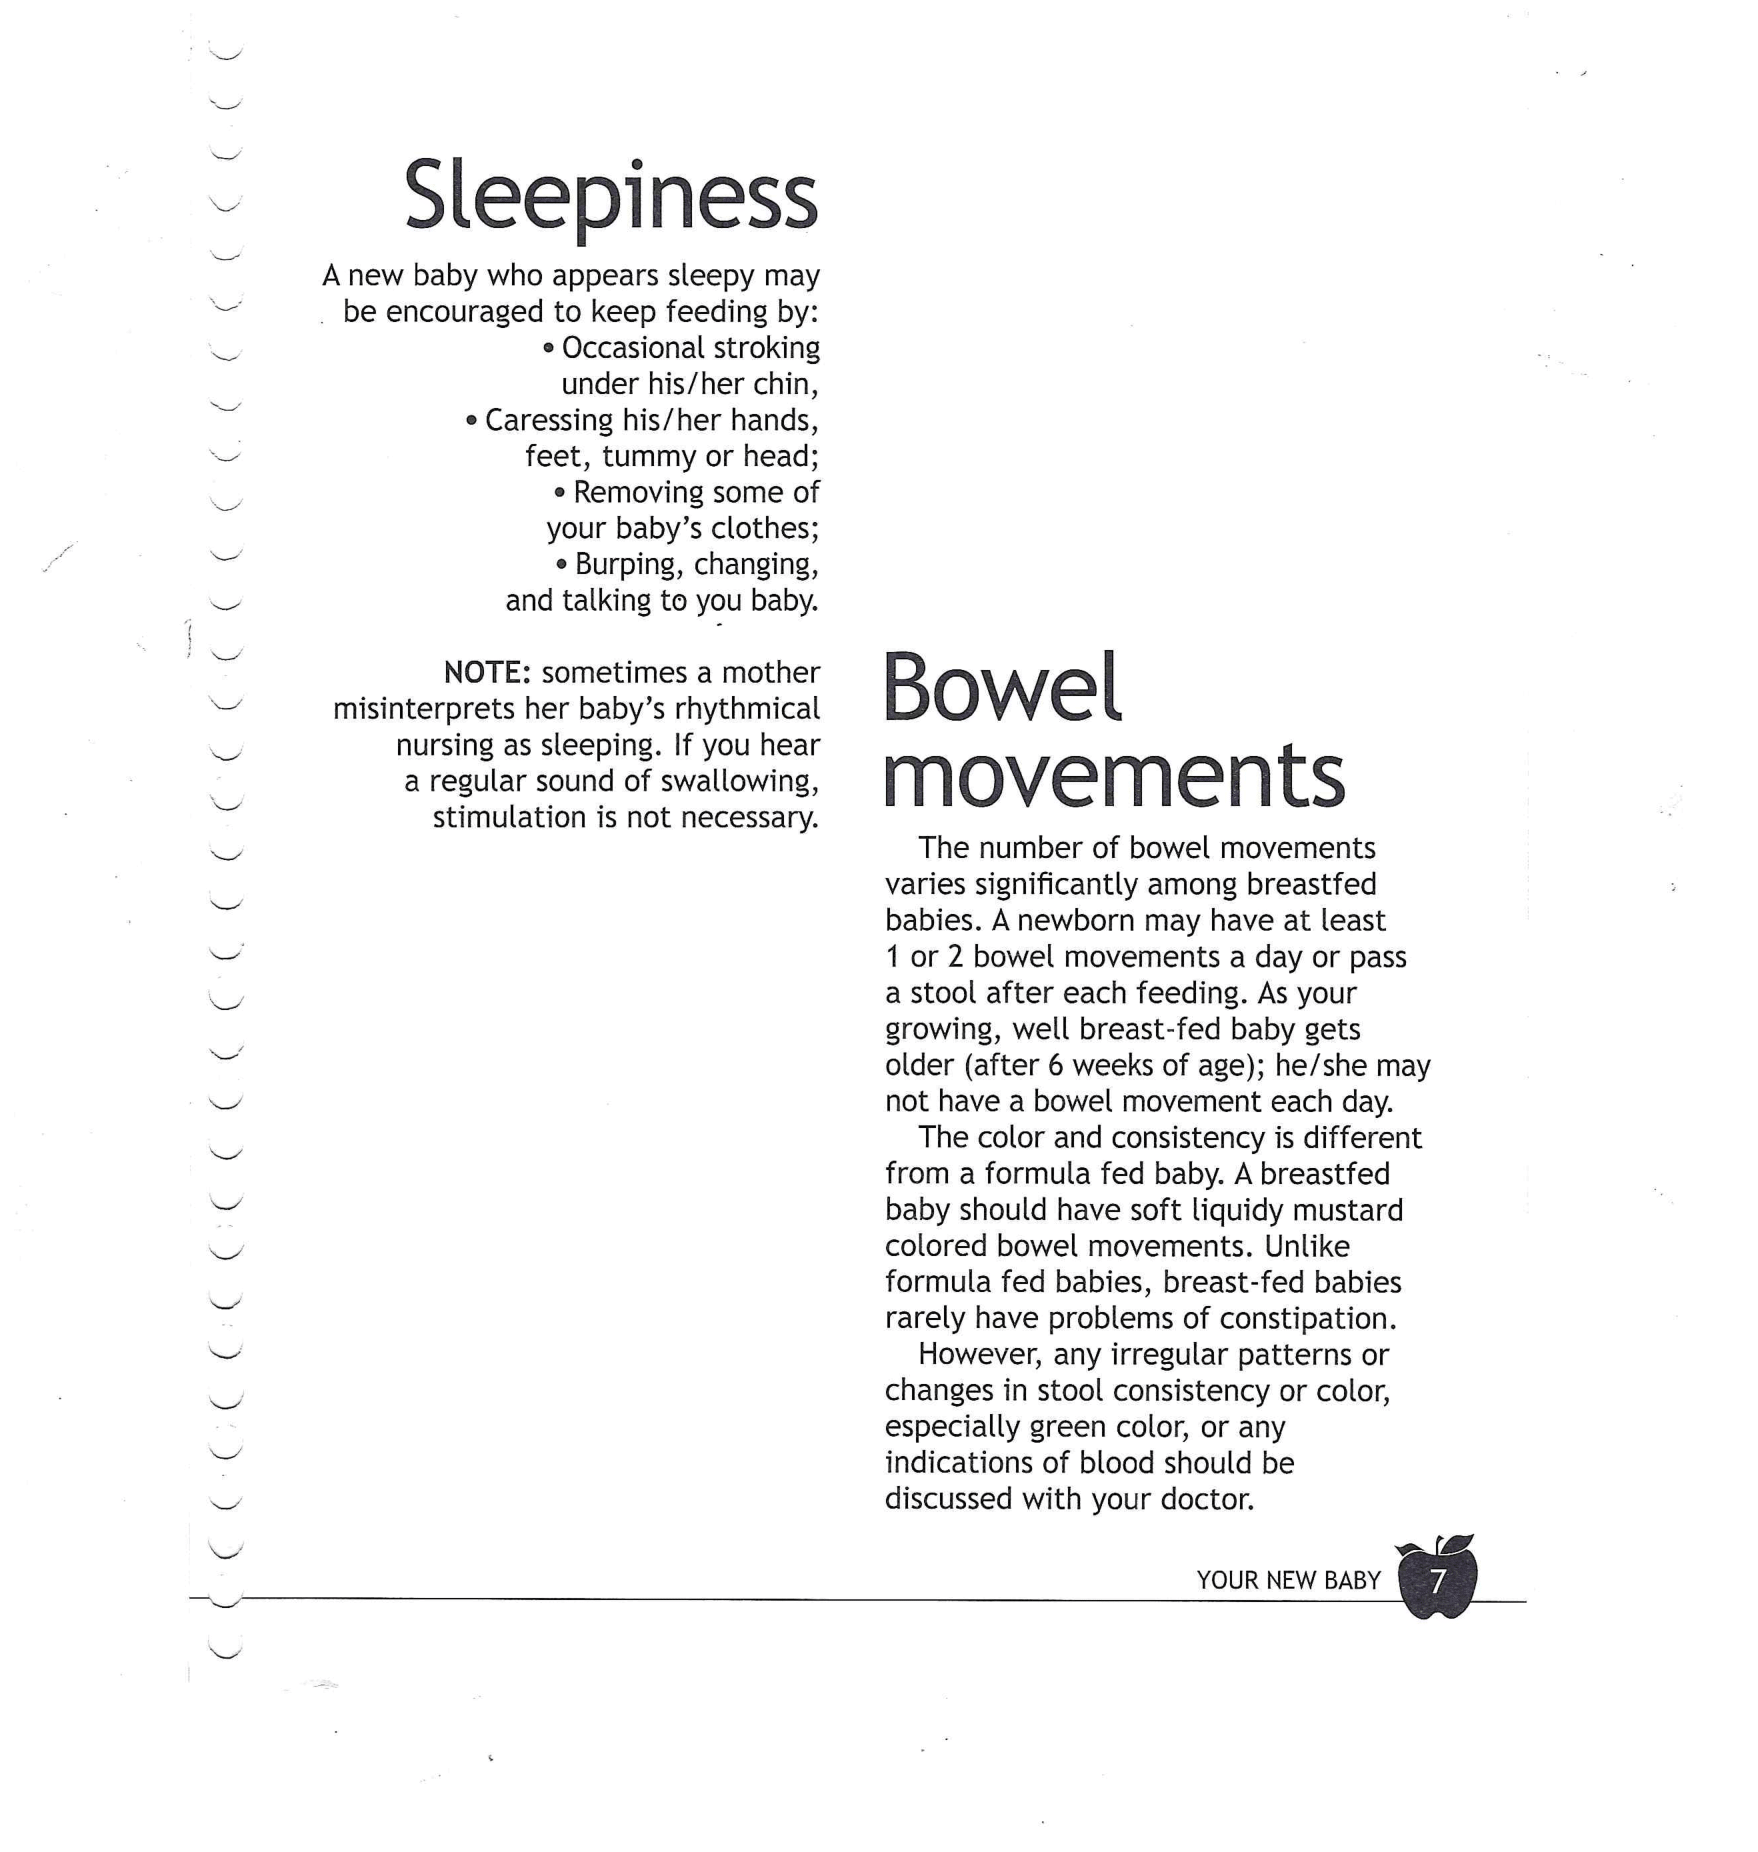 Sleepiness
A new baby who appears sleepy may
be encouraged to keep feeding by:
• Occasional stroking
under his/her chin,
• Caressing his/her hands,
feet, tummy or head;
• Removing some of
your baby's clothes;
• Burping, changing,
and talking to you baby.
NOTE: sometimes a mother
misinterprets her baby's rhythmical
nursing as sleeping. If you hear
a regular sound of swallowing,
stimulation is not necessary.
Bowel
movements
The number of bowel movements
varies significantly among breastfed
babies. A newborn may have at least
1 or 2 bowel movements a day or pass
a stool after each feeding. As your
growing, well breast-fed baby gets
older (after 6 weeks of age); he/she may
not have a bowel movement each day.
The color and consistency is different
from a formula fed baby. A breastfed
baby should have soft liquidy mustard
colored bowel movements. Unlike
formula fed babies, breast-fed babies
rarely have problems of constipation.
However, any irregular patterns or
changes in stool consistency or color,
especially green color, or any
indications of blood should be
discussed with your doctor.
YOUR NEW BABY 7